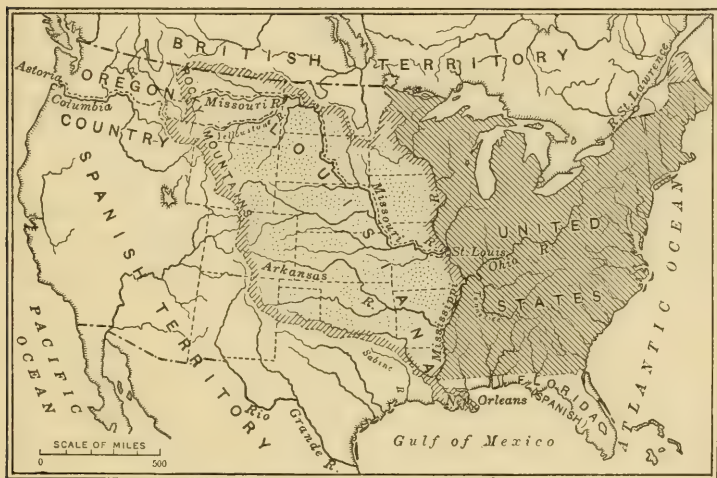 BRITISH TERRITORY
Astoria
OREGON
R.
Columbia
COUNTRY
ROCKY
MOUNTAINS
Missouri R.
Yellowstone
LOUISIANA
Missouri
R.
R.
R. St. Lawrence
UNITED
STATES
St. Louis
Ohio
R.
Mississippi
SPANISH TERRITORY
Arkansas
R.
Sabine
R
Rio
Grande R.
New Orleans
FLORIDA
(SPANISH)
PACIFIC
OCEAN
ATLANTIC OCEAN
Gulf of Mexico
SCALE OF MILES
0 500